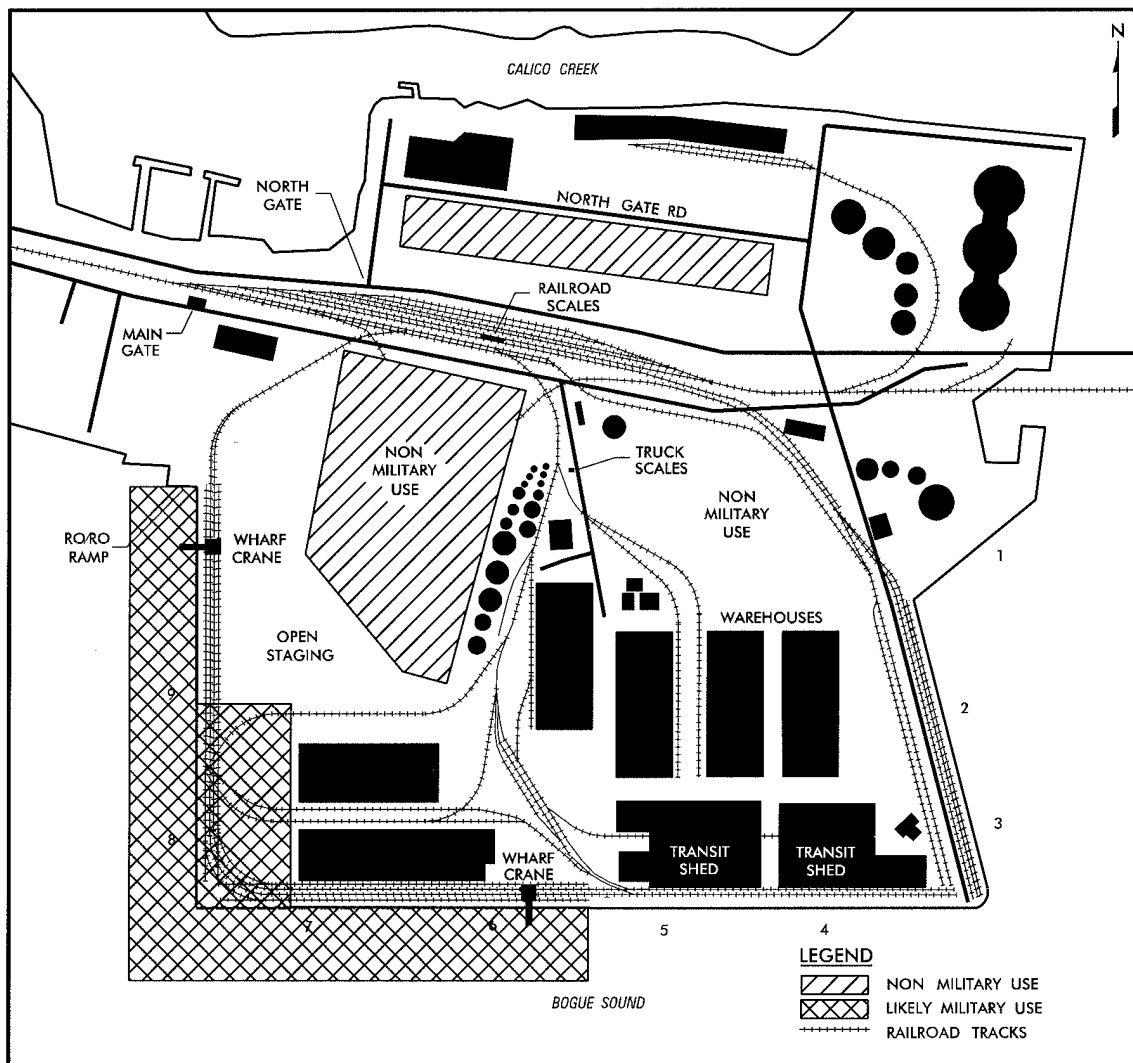 N
CALICO CREEK
NORTH
GATE
NORTH GATE RD
RAILROAD
SCALES
MAIN
GATE
NON
MILITARY
USE
TRUCK
SCALES
NON
MILITARY
USE
RO/RO
RAMP
WHARF
CRANE
1
WAREHOUSES
OPEN
STAGING
9
2
8
3
TRANSIT
SHED
TRANSIT
SHED
WHARF
CRANE
7
6
5
4
LEGEND
NON MILITARY USE
LIKELY MILITARY USE
RAILROAD TRACKS
BOGUE SOUND